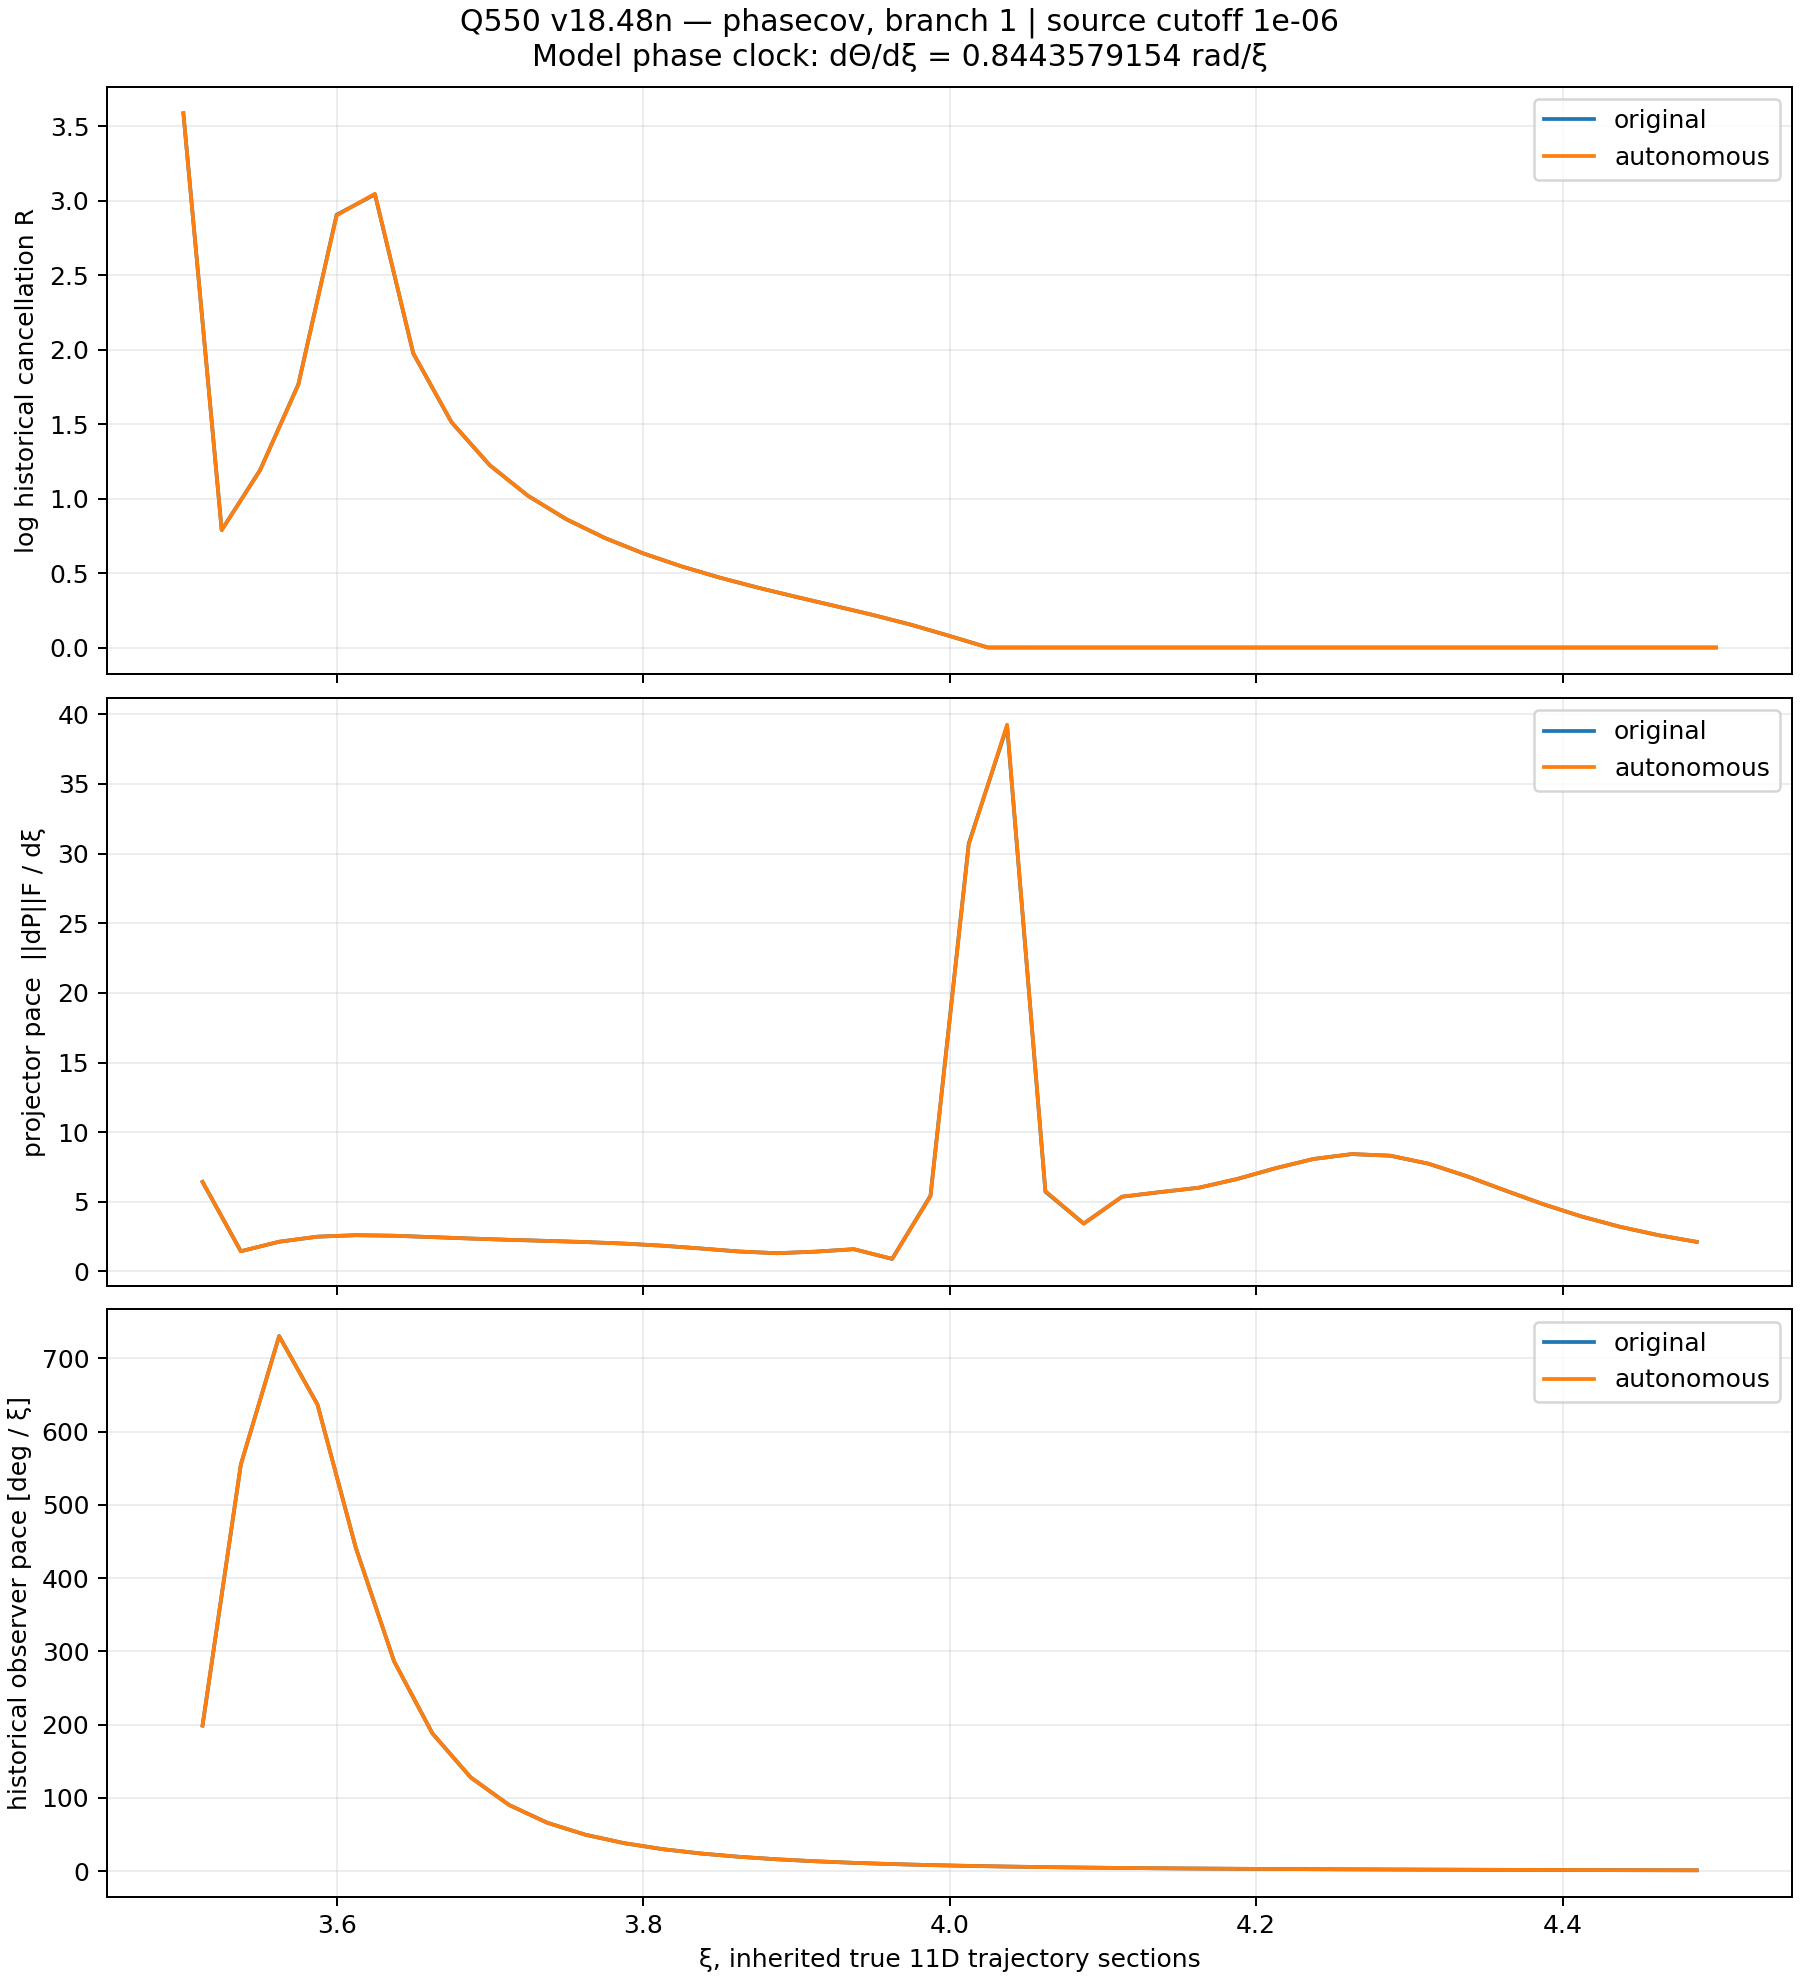 Q550 v18.48n — phasecov, branch 1 | source cutoff 1e-06
Model phase clock: dΘ/dξ = 0.8443579154 rad/ξ
log historical cancellation R
3.5
3.0
2.5
2.0
1.5
1.0
0.5
0.0
original
autonomous
projector pace ||dP||F / dξ
40
35
30
25
20
15
10
5
0
original
autonomous
historical observer pace [deg / ξ]
700
600
500
400
300
200
100
0
original
autonomous
3.6
3.8
4.0
4.2
4.4
ξ, inherited true 11D trajectory sections